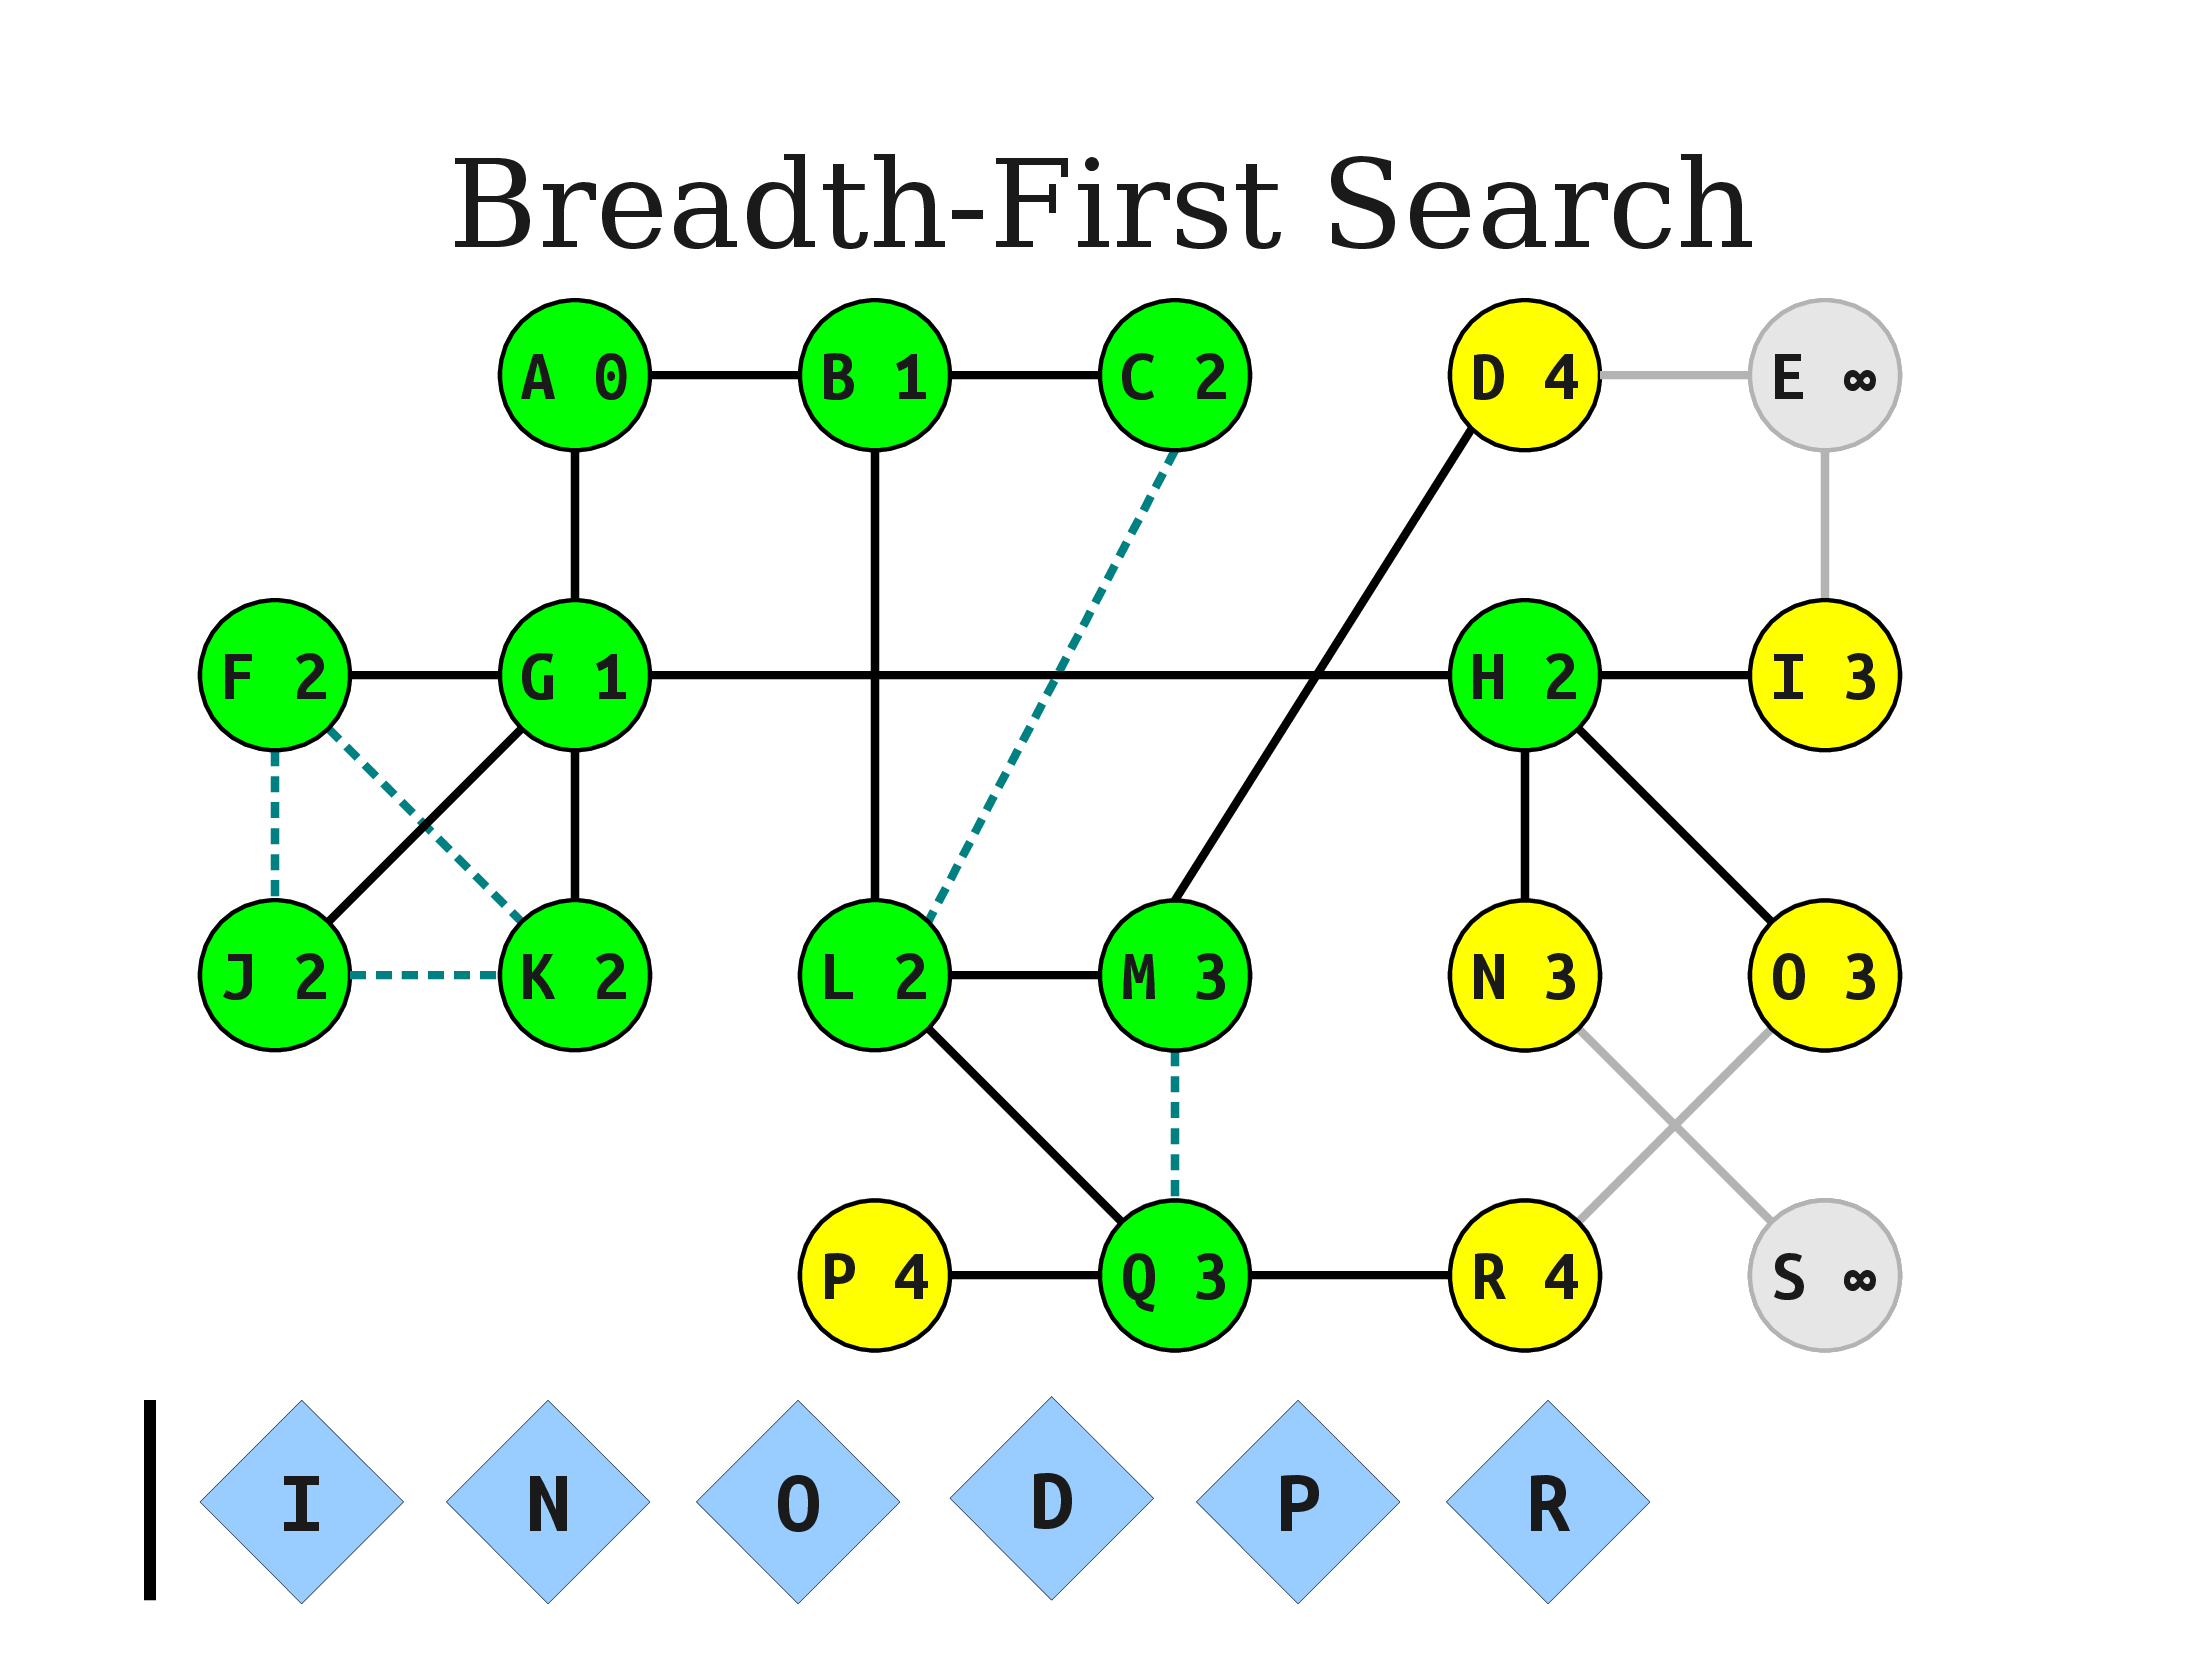 Breadth-First Search
A 0 B 1 C 2 D 4 E ∞
F 2 G 1 H 2 I 3
J 2 K 2 L 2 M 3 N 3 O 3
P 4 Q 3 R 4 S ∞
I N O D P R